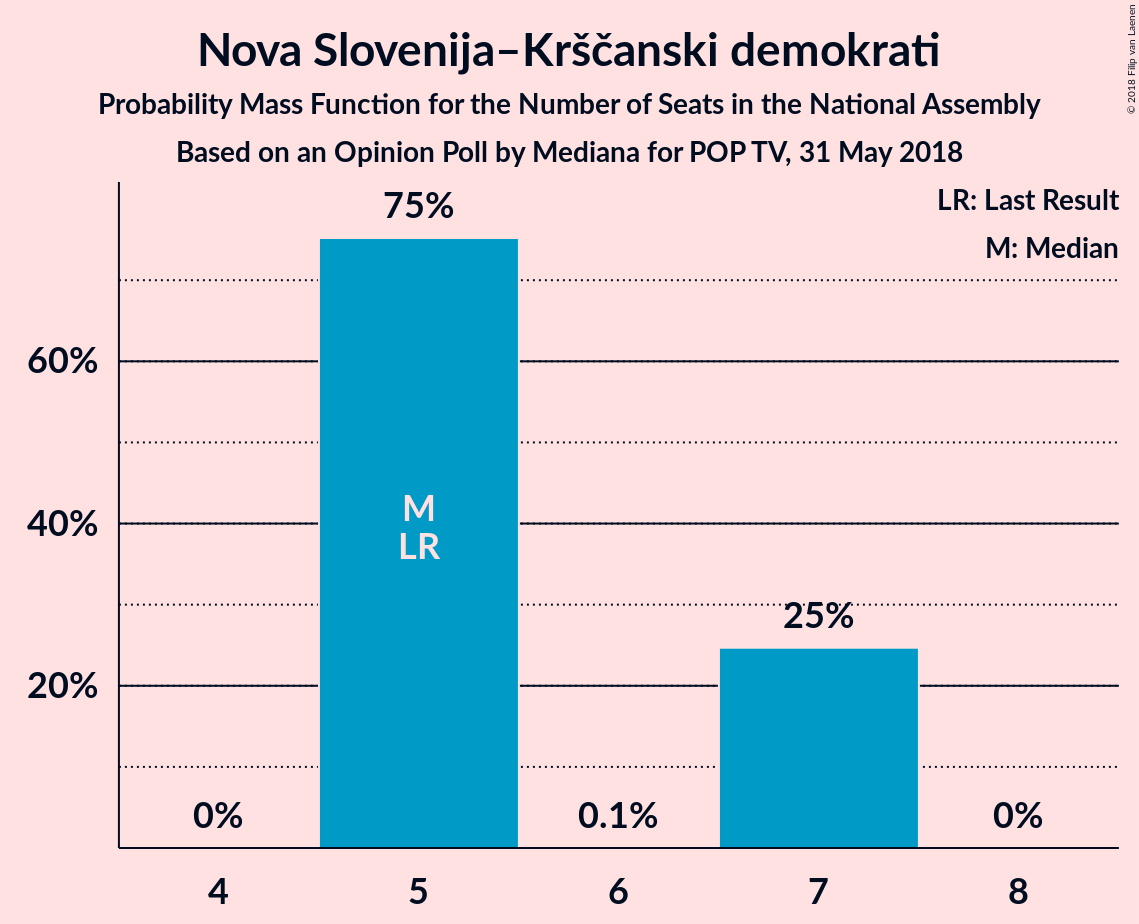 Nova Slovenija–Krščanski demokrati
Probability Mass Function for the Number of Seats in the National Assembly
Based on an Opinion Poll by Mediana for POP TV, 31 May 2018
© 2018 Filip van Laenen
LR: Last Result
M: Median
75%
60%
M
40%
LR
25%
20%
0%
0.1%
0%
4 5 6 7 8